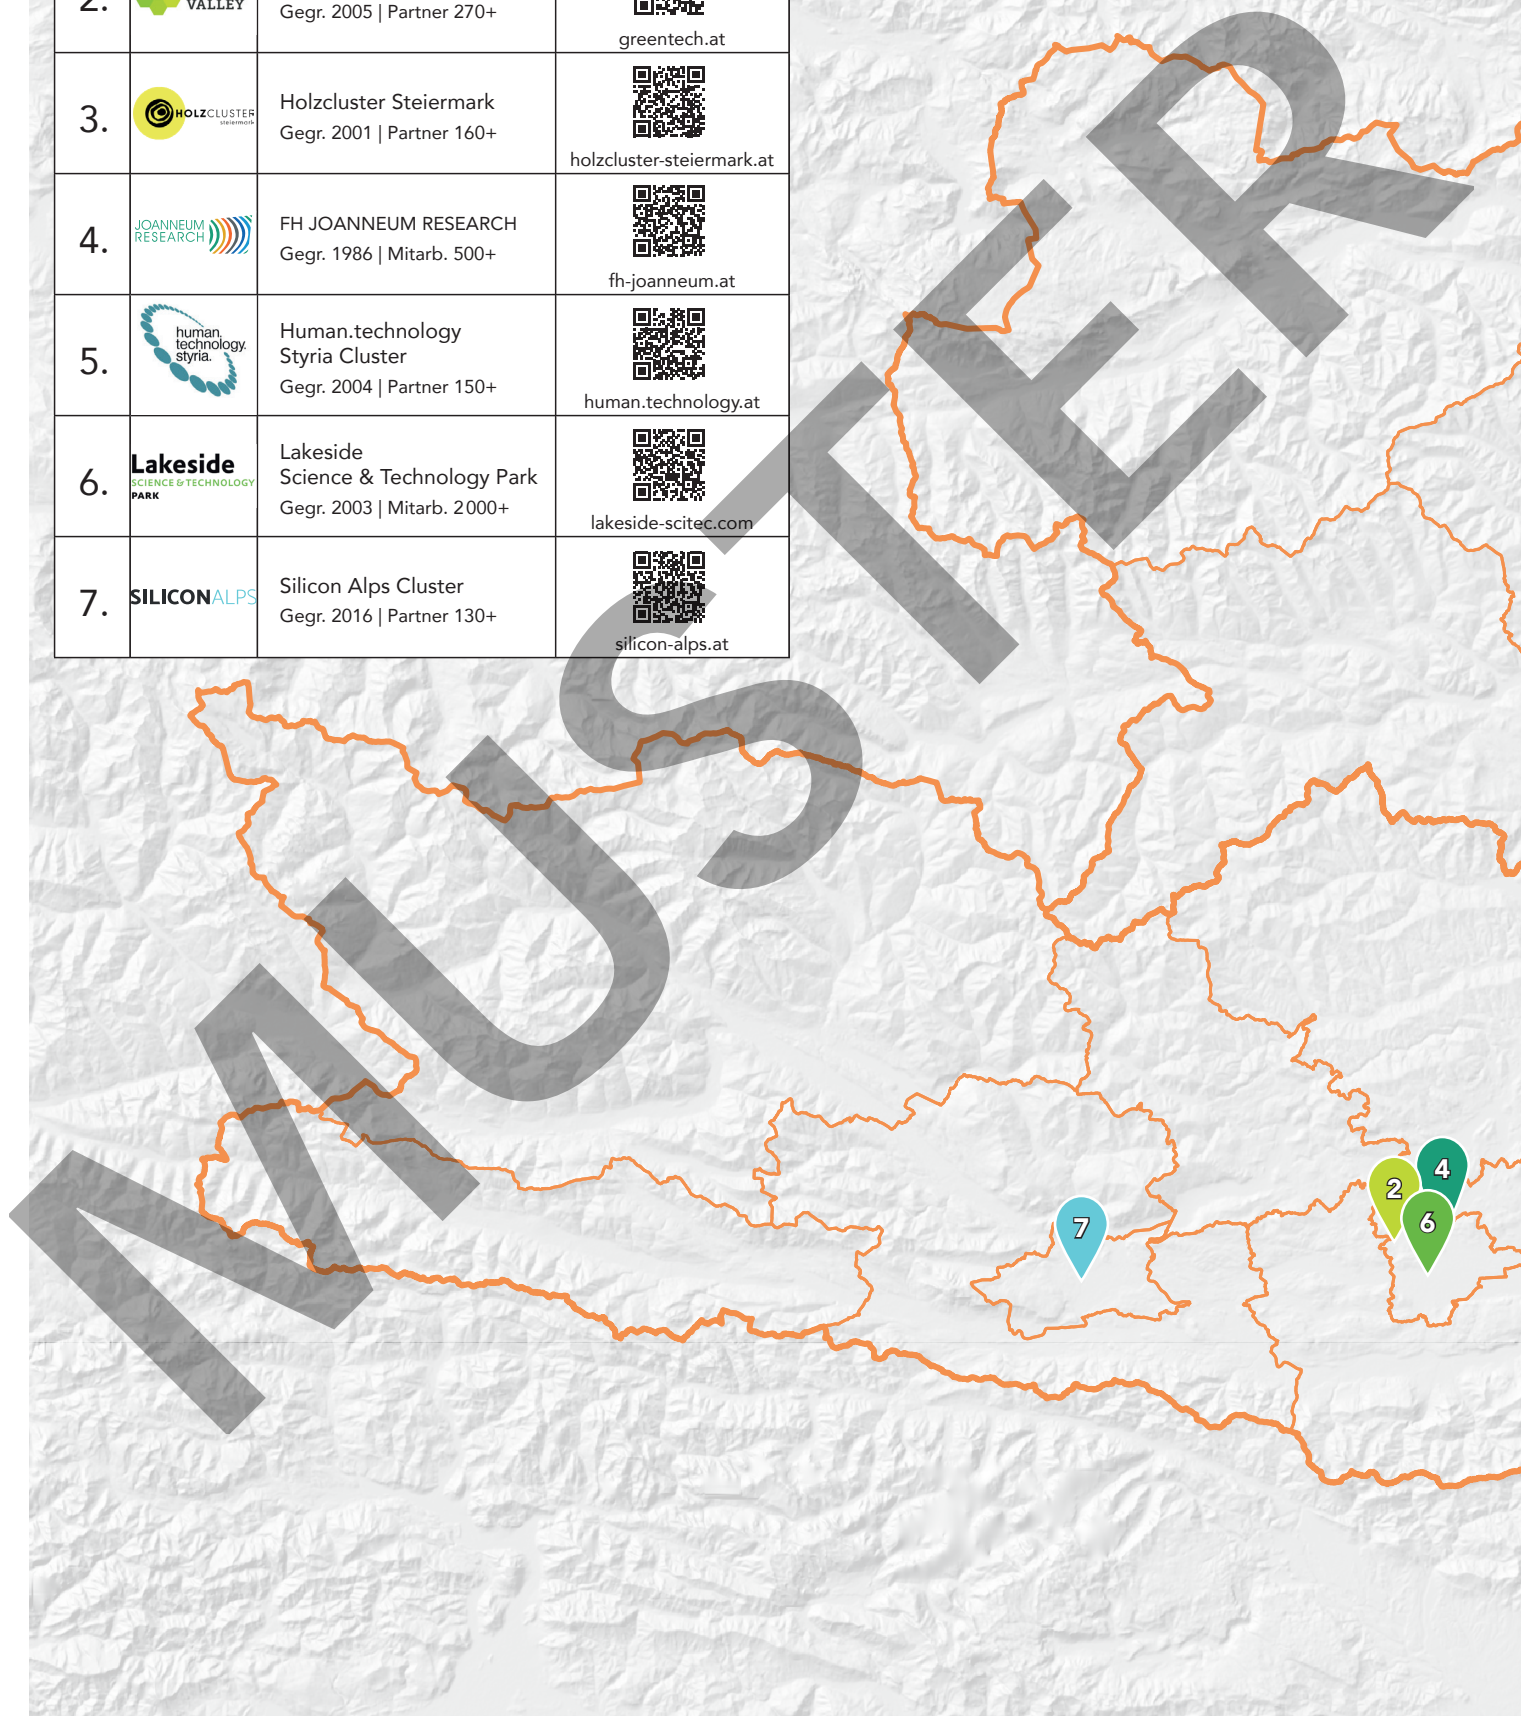 2.
VALLEY
Gegr. 2005 | Partner 270+
greentech.at
3.
HOLZCLUSTER
steiermark
Holzcluster Steiermark
Gegr. 2001 | Partner 160+
holzcluster-steiermark.at
4.
JOANNEUM
RESEARCH
FH JOANNEUM RESEARCH
Gegr. 1986 | Mitarb. 500+
fh-joanneum.at
5.
human.
technology.
styria.
Human.technology
Styria Cluster
Gegr. 2004 | Partner 150+
human.technology.at
6.
Lakeside
SCIENCE & TECHNOLOGY
PARK
Lakeside
Science & Technology Park
Gegr. 2003 | Mitarb. 2000+
lakeside-scitec.com
7.
SILICONALPS
Silicon Alps Cluster
Gegr. 2016 | Partner 130+
silicon-alps.at
MUSTER
4
2
6
7